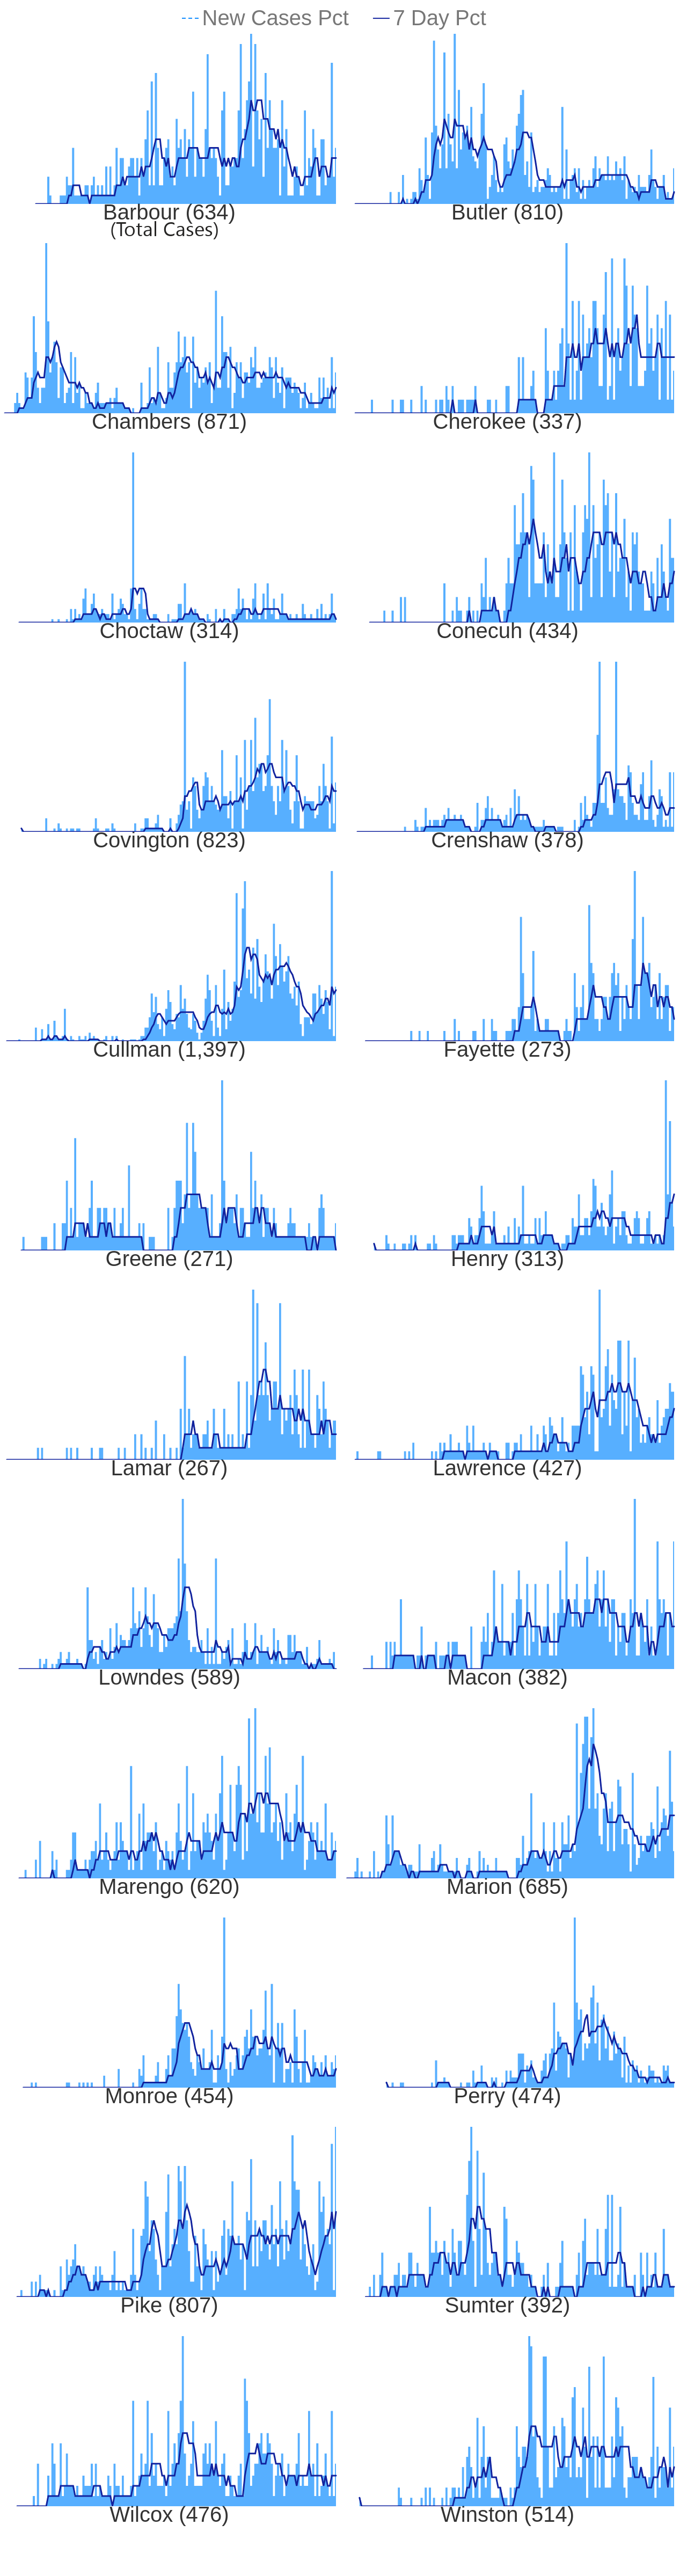 New Cases Pct 7 Day Pct
Barbour (634) Butler (810)
(Total Cases)
Chambers (871) Cherokee (337)
Choctaw (314) Conecuh (434)
Covington (823) Crenshaw (378)
Cullman (1,397) Fayette (273)
Greene (271) Henry (313)
Lamar (267) Lawrence (427)
Lowndes (589) Macon (382)
Marengo (620) Marion (685)
Monroe (454) Perry (474)
Pike (807) Sumter (392)
Wilcox (476) Winston (514)